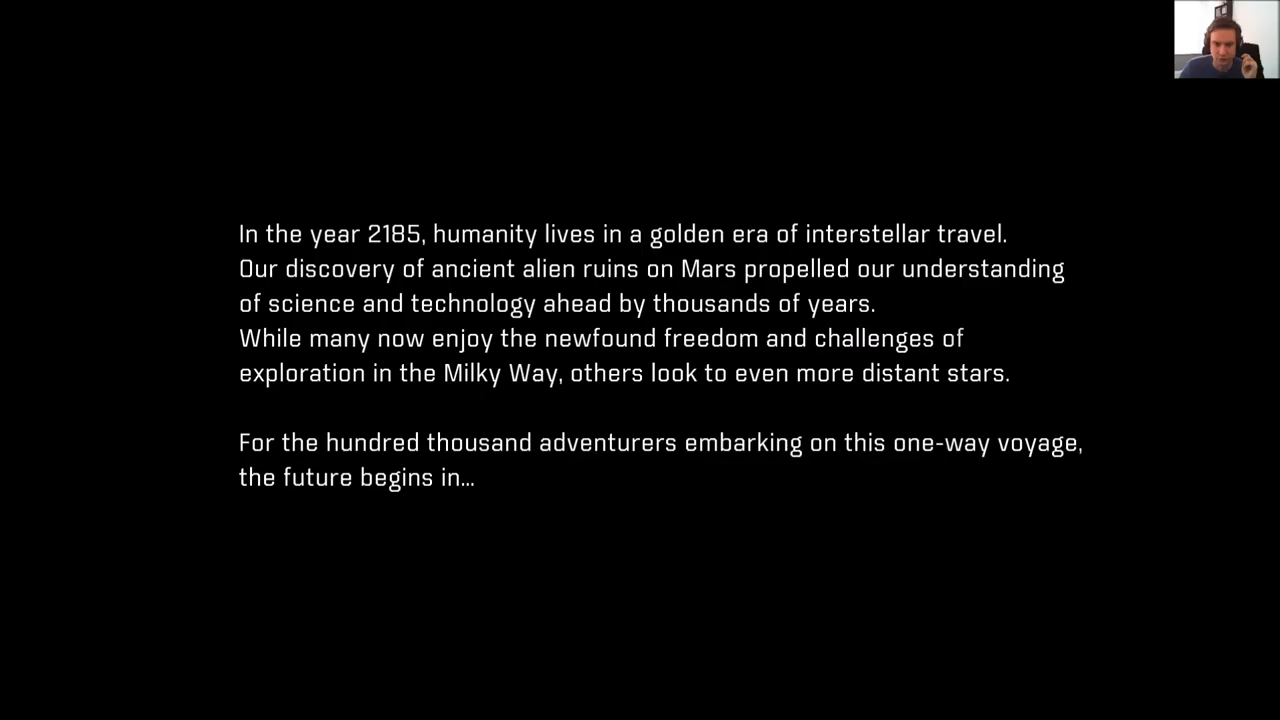 In the year 2185, humanity lives in a golden era of interstellar travel.
Our discovery of ancient alien ruins on Mars propelled our understanding
of science and technology ahead by thousands of years.
While many now enjoy the newfound freedom and challenges of
exploration in the Milky Way, others look to even more distant stars.
For the hundred thousand adventurers embarking on this one-way voyage,
the future begins in...